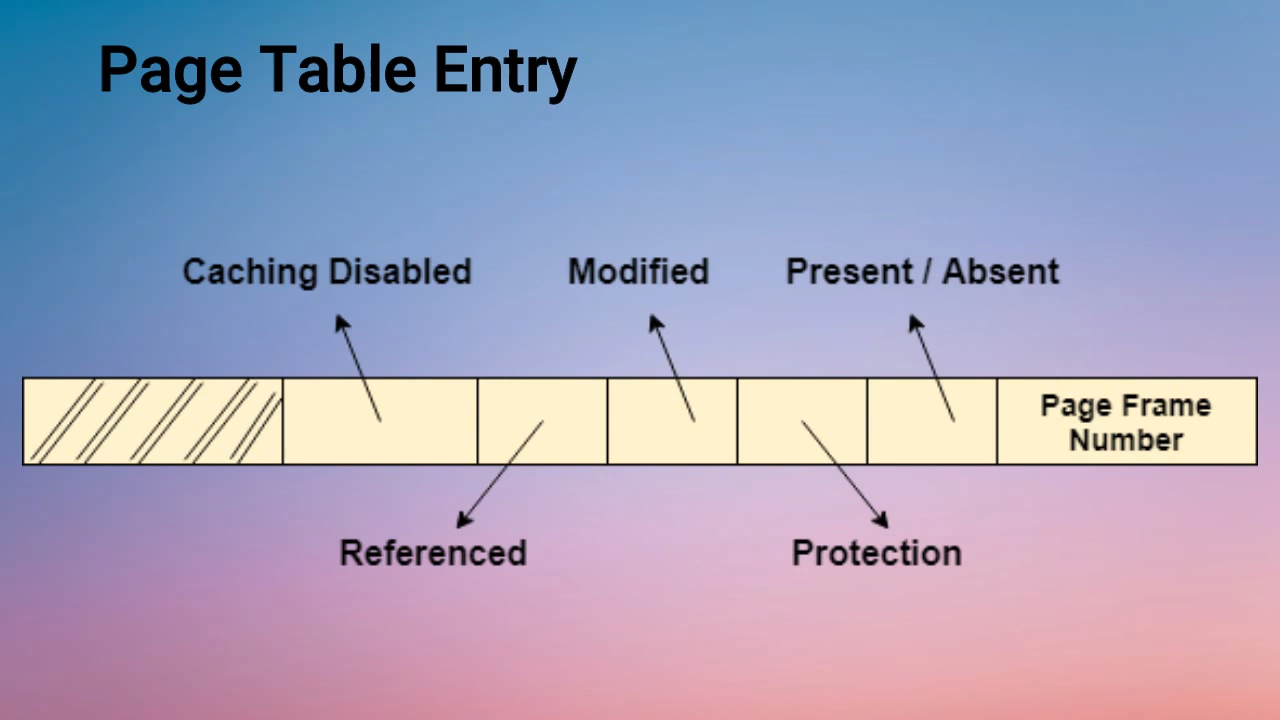 Page Table Entry
Caching Disabled
Modified
Present / Absent
Page Frame
Number
Referenced
Protection